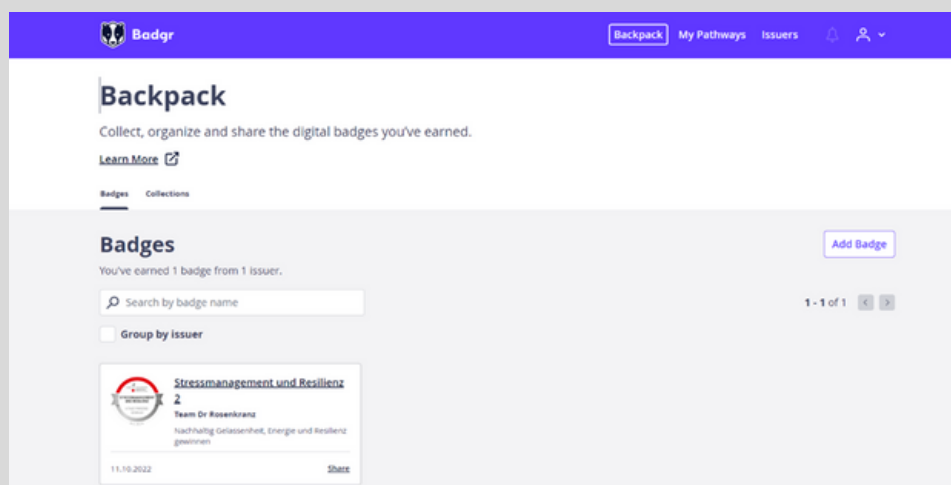 Badgr
Backpack My Pathways Issuers
Backpack
Collect, organize and share the digital badges you've earned.
Learn More
Badges Collections
Badges
Add Badge
You've earned 1 badge from 1 issuer.
Search by badge name
1 - 1 of 1
Group by issuer
Stressmanagement und Resilienz
2
Team Dr Rosenkranz
Nachhaltig Gelassenheit, Energie und Resilienz
gewinnen
11.10.2022 Share